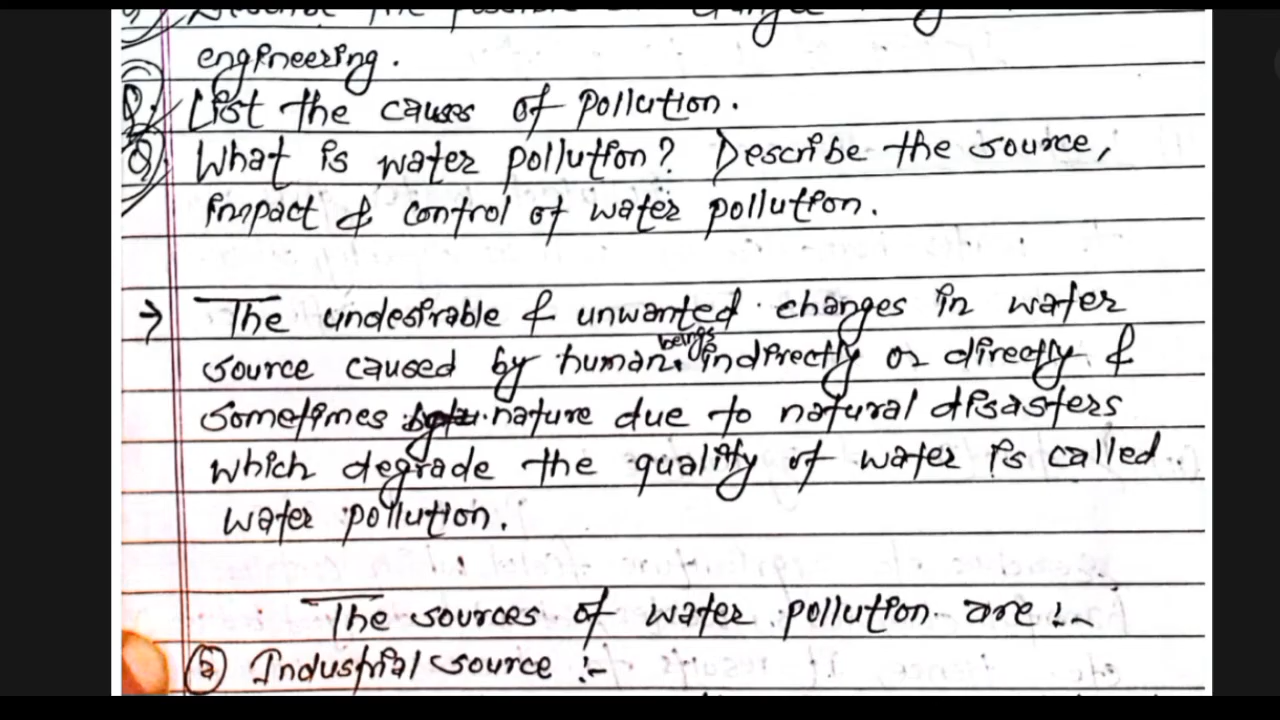 engineering.
Q. List the causes of pollution.
Q. What is water pollution? Describe the source,
impact & control of water pollution.
→ The undesirable & unwanted changes in water
source caused by human beings indirectly or directly &
sometimes nature due to natural disasters
which degrade the quality of water is called
water pollution.
The sources of water pollution are :-
(a) Industrial source :-